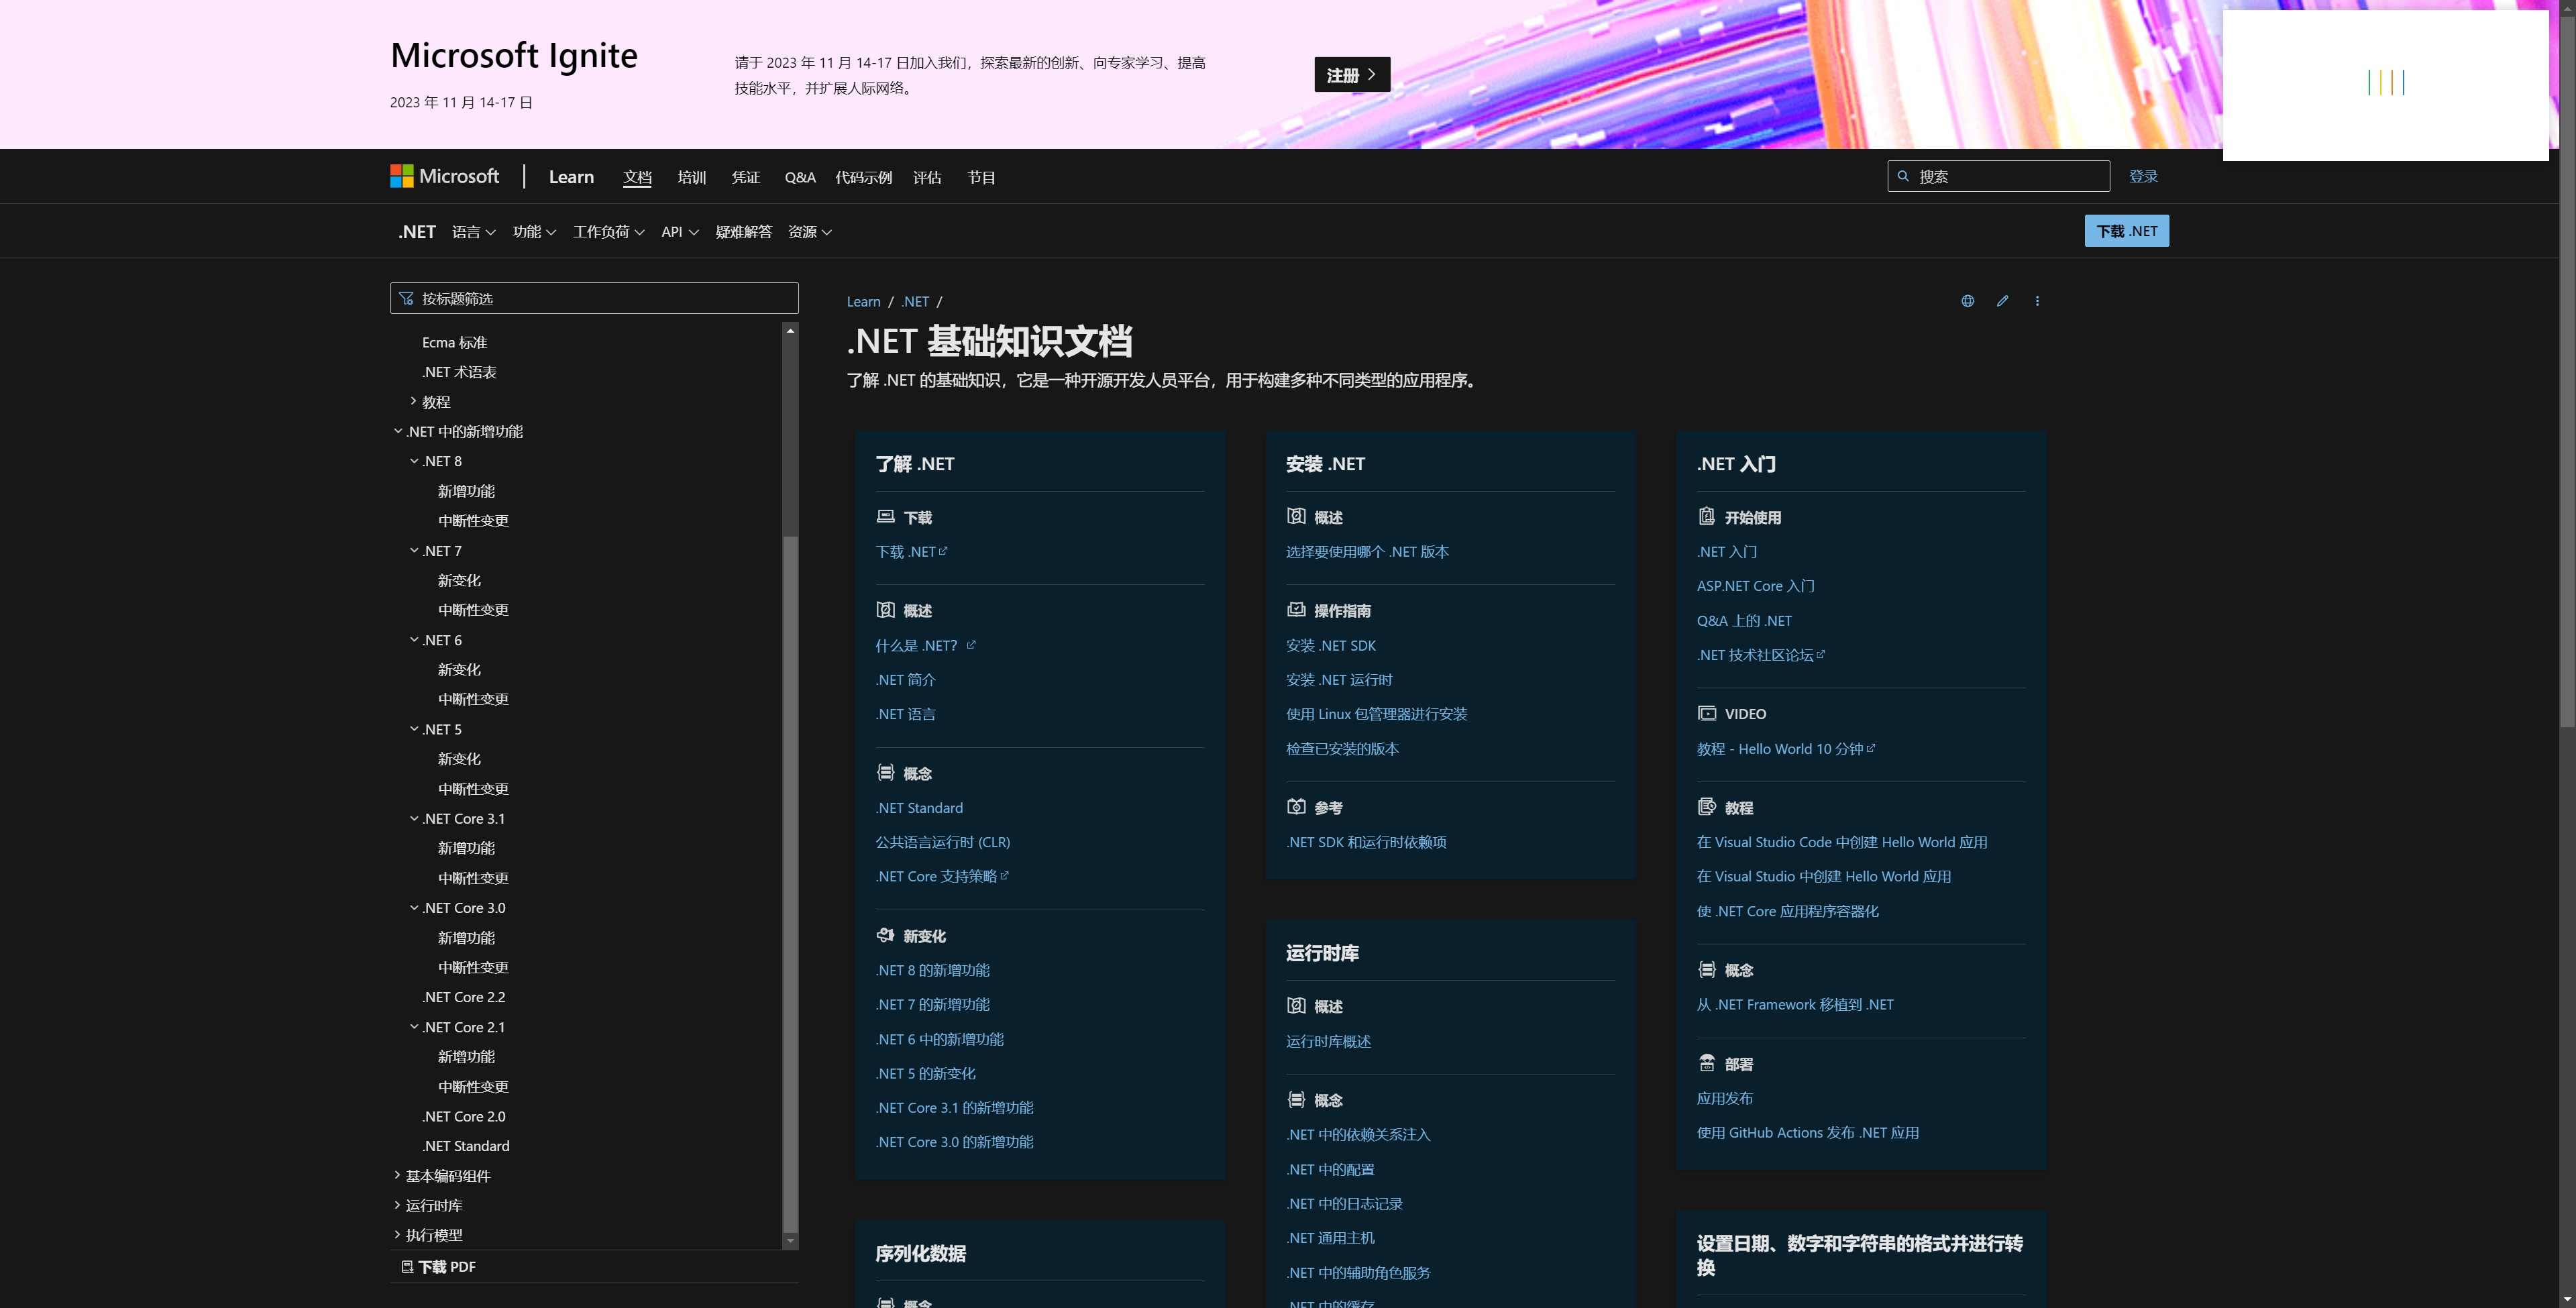 Microsoft Ignite
2023 年 11 月 14-17 日
请于 2023 年 11 月 14-17 日加入我们，探索最新的创新、向专家学习、提高
技能水平，并扩展人际网络。
注册
Microsoft
Learn
文档
培训
凭证
Q&A
代码示例
评估
节目
搜索
登录
.NET
语言
功能
工作负荷
API
疑难解答
资源
下载 .NET
按标题筛选
Ecma 标准
.NET 术语表
教程
.NET 中的新增功能
.NET 8
新增功能
中断性变更
.NET 7
新变化
中断性变更
.NET 6
新变化
中断性变更
.NET 5
新变化
中断性变更
.NET Core 3.1
新增功能
中断性变更
.NET Core 3.0
新增功能
中断性变更
.NET Core 2.2
.NET Core 2.1
新增功能
中断性变更
.NET Core 2.0
.NET Standard
基本编码组件
运行时库
执行模型
下载 PDF
Learn / .NET /
.NET 基础知识文档
了解 .NET 的基础知识，它是一种开源开发人员平台，用于构建多种不同类型的应用程序。
了解 .NET
下载
下载 .NET
概述
什么是 .NET？
.NET 简介
.NET 语言
概念
.NET Standard
公共语言运行时 (CLR)
.NET Core 支持策略
新变化
.NET 8 的新增功能
.NET 7 的新增功能
.NET 6 中的新增功能
.NET 5 的新变化
.NET Core 3.1 的新增功能
.NET Core 3.0 的新增功能
序列化数据
概念
安装 .NET
概述
选择要使用哪个 .NET 版本
操作指南
安装 .NET SDK
安装 .NET 运行时
使用 Linux 包管理器进行安装
检查已安装的版本
参考
.NET SDK 和运行时依赖项
运行时库
概述
运行时库概述
概念
.NET 中的依赖关系注入
.NET 中的配置
.NET 中的日志记录
.NET 通用主机
.NET 中的辅助角色服务
.NET 中的缓存
.NET 入门
开始使用
.NET 入门
ASP.NET Core 入门
Q&A 上的 .NET
.NET 技术社区论坛
VIDEO
教程 - Hello World 10 分钟
教程
在 Visual Studio Code 中创建 Hello World 应用
在 Visual Studio 中创建 Hello World 应用
使 .NET Core 应用程序容器化
概念
从 .NET Framework 移植到 .NET
部署
应用发布
使用 GitHub Actions 发布 .NET 应用
设置日期、数字和字符串的格式并进行转
换